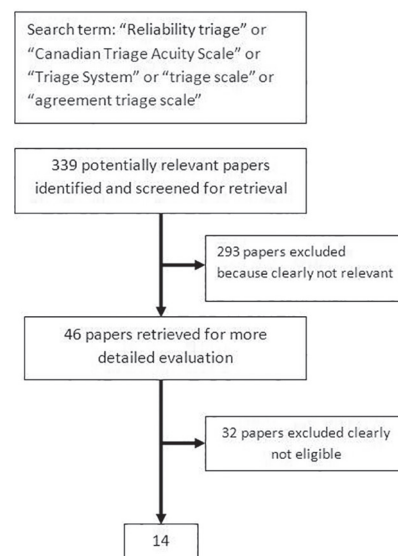 Search term: “Reliability triage” or
“Canadian Triage Acuity Scale” or
“Triage System” or “triage scale” or
“agreement triage scale”
339 potentially relevant papers
identified and screened for retrieval
293 papers excluded
because clearly not relevant
46 papers retrieved for more
detailed evaluation
32 papers excluded clearly
not eligible
14